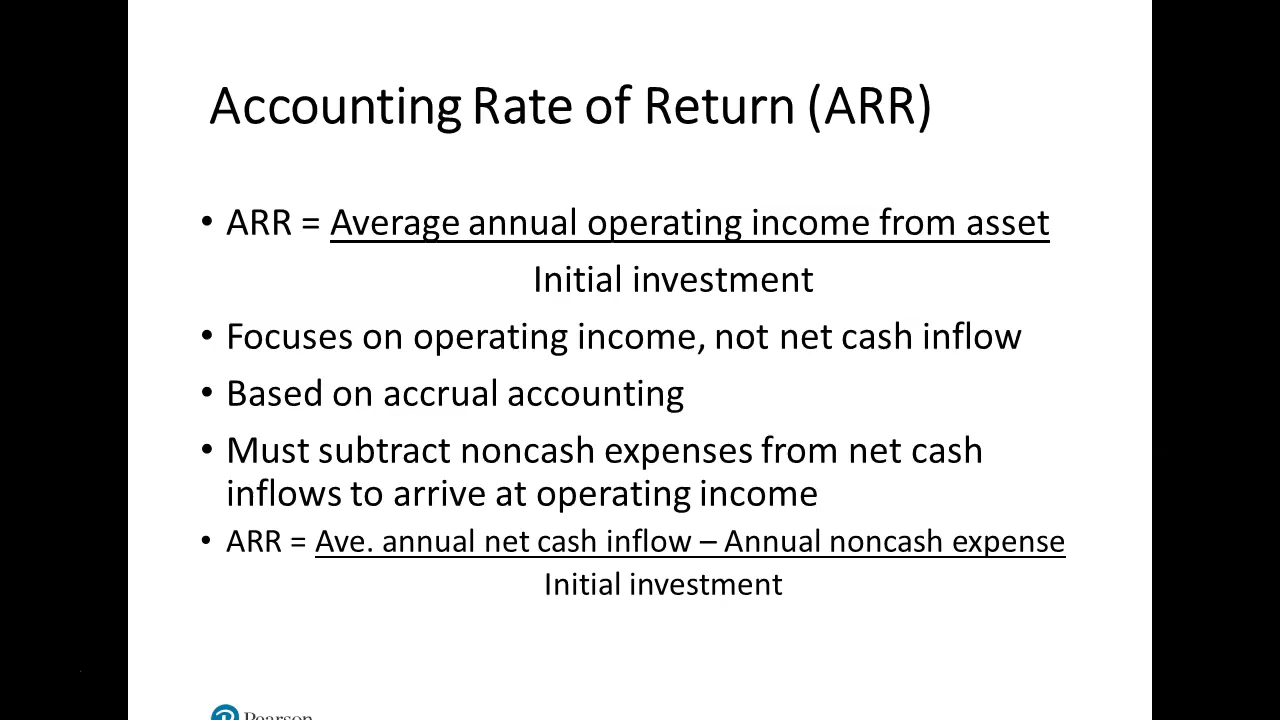 Accounting Rate of Return (ARR)
• ARR = Average annual operating income from asset
Initial investment
• Focuses on operating income, not net cash inflow
• Based on accrual accounting
• Must subtract noncash expenses from net cash
inflows to arrive at operating income
• ARR = Ave. annual net cash inflow – Annual noncash expense
Initial investment
Pearson